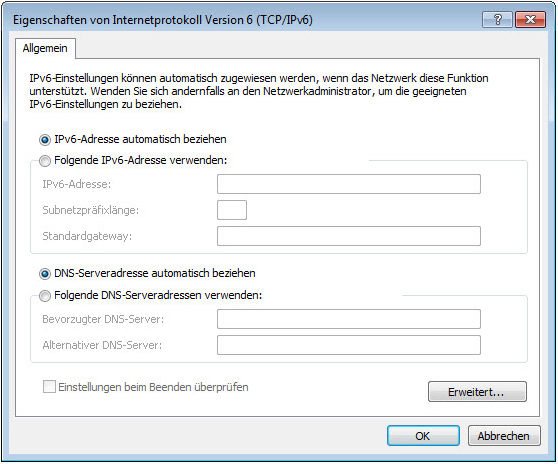 Eigenschaften von Internetprotokoll Version 6 (TCP/IPv6)
?
Allgemein
IPv6-Einstellungen können automatisch zugewiesen werden, wenn das Netzwerk diese Funktion
unterstützt. Wenden Sie sich andernfalls an den Netzwerkadministrator, um die geeigneten
IPv6-Einstellungen zu beziehen.
IPv6-Adresse automatisch beziehen
Folgende IPv6-Adresse verwenden:
IPv6-Adresse:
Subnetzpräfixlänge:
Standardgateway:
DNS-Serveradresse automatisch beziehen
Folgende DNS-Serveradressen verwenden:
Bevorzugter DNS-Server:
Alternativer DNS-Server:
Einstellungen beim Beenden überprüfen
Erweitert...
OK
Abbrechen